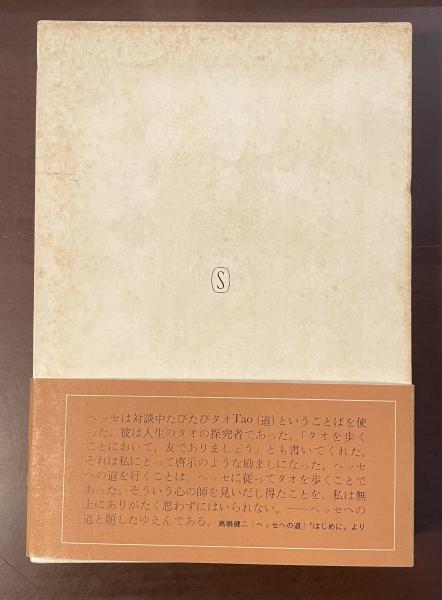 S
ヘッセは対談中たびたびタオTao（道）ということばを使
った。彼は人生のタオの探究者であった。「タオを歩く
ことにおいて、友でありましょう」とも書いてくれた。
それは私にとって啓示のような励ましになった。ヘッセ
への道を行くことは、ヘッセに従ってタオを歩くことで
あった。そういう心の師を見いだし得たことを、私は無
上にありがたく思わずにはいられない。——ヘッセへの
道と題したゆえんである。 高橋健二「ヘッセへの道」“はじめに”より